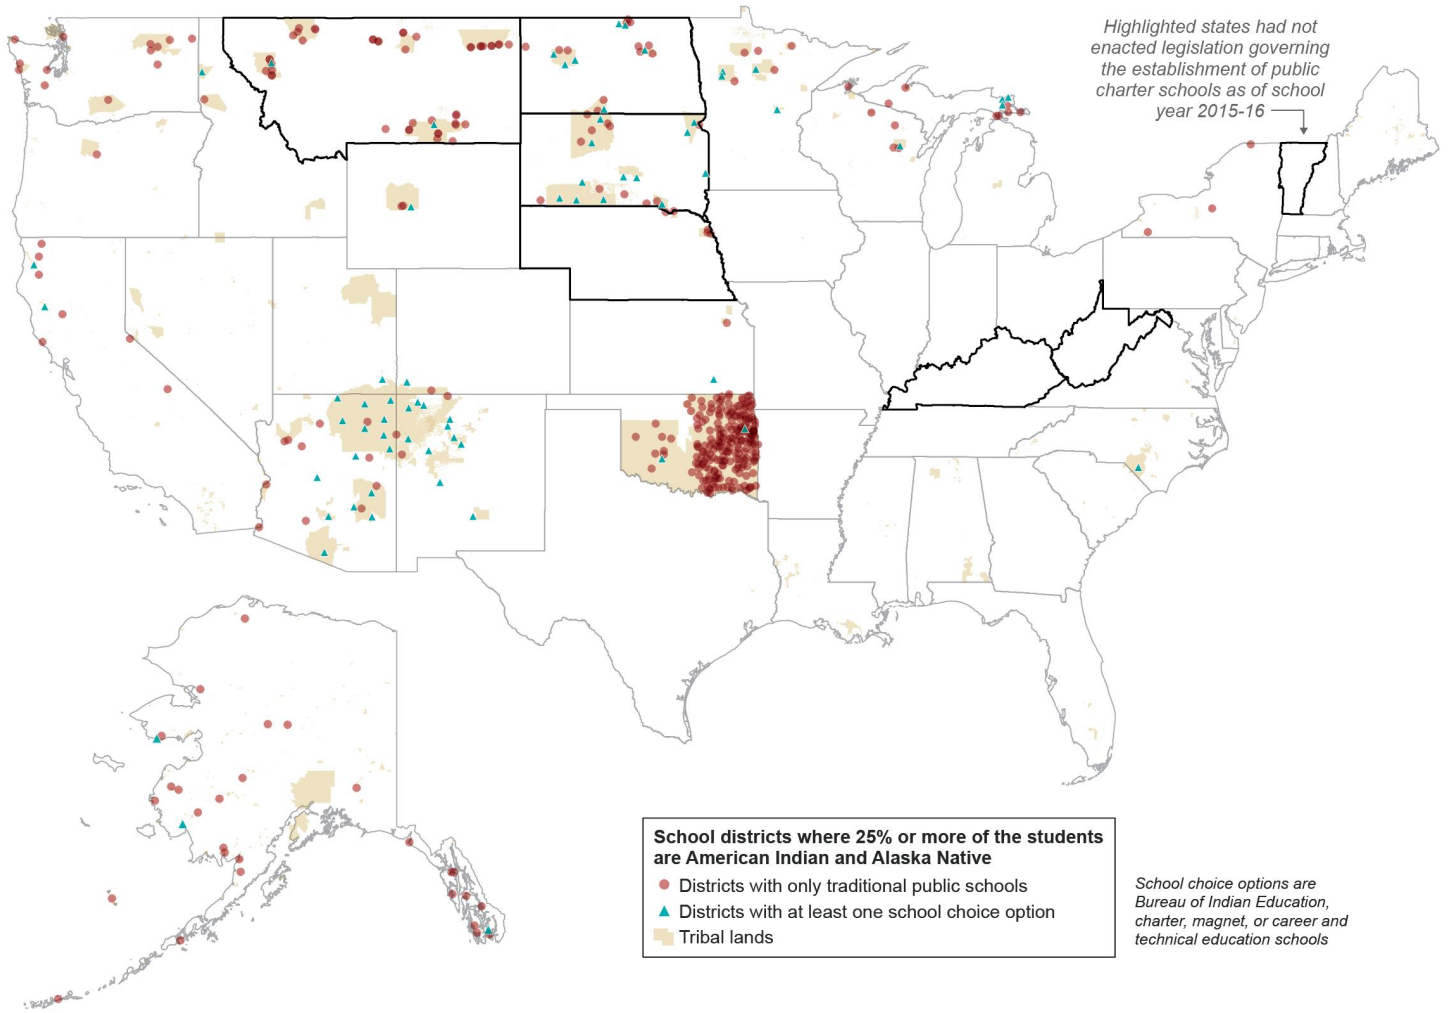 Highlighted states had not
enacted legislation governing
the establishment of public
charter schools as of school
year 2015-16
School districts where 25% or more of the students
are American Indian and Alaska Native
Districts with only traditional public schools
Districts with at least one school choice option
Tribal lands
School choice options are
Bureau of Indian Education,
charter, magnet, or career and
technical education schools